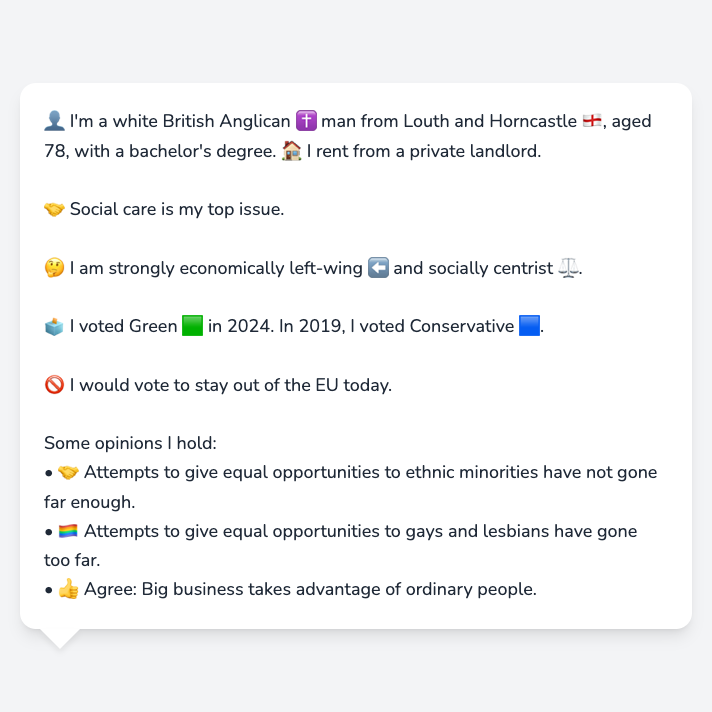 👤 I'm a white British Anglican ✝️ man from Louth and Horncastle 🏴󠁧󠁢󠁥󠁮󠁧󠁿, aged
78, with a bachelor's degree. 🏠 I rent from a private landlord.
🤝 Social care is my top issue.
🤔 I am strongly economically left-wing ⬅️ and socially centrist ⚖️.
🗳️ I voted Green 🟩 in 2024. In 2019, I voted Conservative 🟦.
🚫 I would vote to stay out of the EU today.
Some opinions I hold:
• 🤝 Attempts to give equal opportunities to ethnic minorities have not gone
far enough.
• 🏳️‍🌈 Attempts to give equal opportunities to gays and lesbians have gone
too far.
• 👍 Agree: Big business takes advantage of ordinary people.